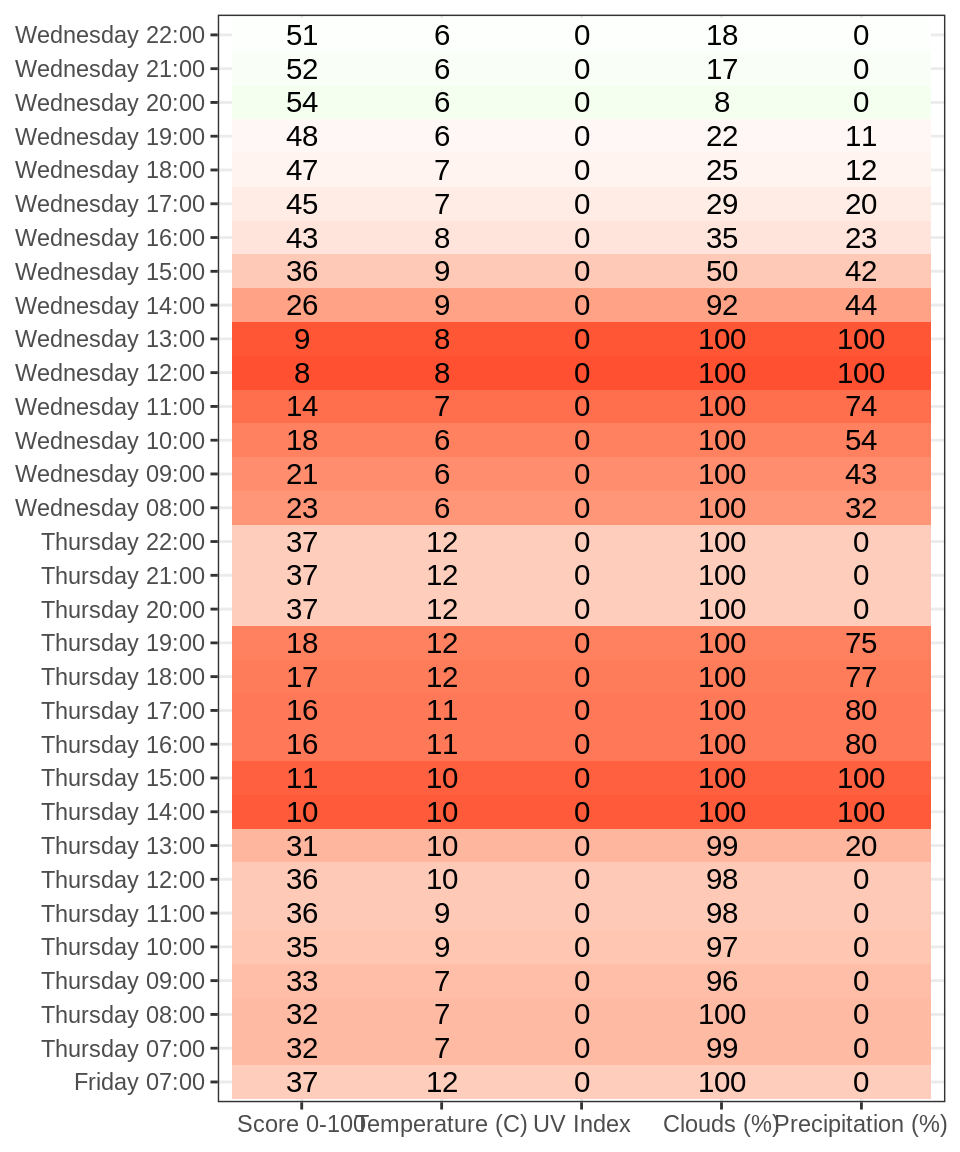 Wednesday 22:00 51 6 0 18 0
Wednesday 21:00 52 6 0 17 0
Wednesday 20:00 54 6 0 8 0
Wednesday 19:00 48 6 0 22 11
Wednesday 18:00 47 7 0 25 12
Wednesday 17:00 45 7 0 29 20
Wednesday 16:00 43 8 0 35 23
Wednesday 15:00 36 9 0 50 42
Wednesday 14:00 26 9 0 92 44
Wednesday 13:00 9 8 0 100 100
Wednesday 12:00 8 8 0 100 100
Wednesday 11:00 14 7 0 100 74
Wednesday 10:00 18 6 0 100 54
Wednesday 09:00 21 6 0 100 43
Wednesday 08:00 23 6 0 100 32
Thursday 22:00 37 12 0 100 0
Thursday 21:00 37 12 0 100 0
Thursday 20:00 37 12 0 100 0
Thursday 19:00 18 12 0 100 75
Thursday 18:00 17 12 0 100 77
Thursday 17:00 16 11 0 100 80
Thursday 16:00 16 11 0 100 80
Thursday 15:00 11 10 0 100 100
Thursday 14:00 10 10 0 100 100
Thursday 13:00 31 10 0 99 20
Thursday 12:00 36 10 0 98 0
Thursday 11:00 36 9 0 98 0
Thursday 10:00 35 9 0 97 0
Thursday 09:00 33 7 0 96 0
Thursday 08:00 32 7 0 100 0
Thursday 07:00 32 7 0 99 0
Friday 07:00 37 12 0 100 0
Score 0-100 Temperature (C) UV Index Clouds (%) Precipitation (%)